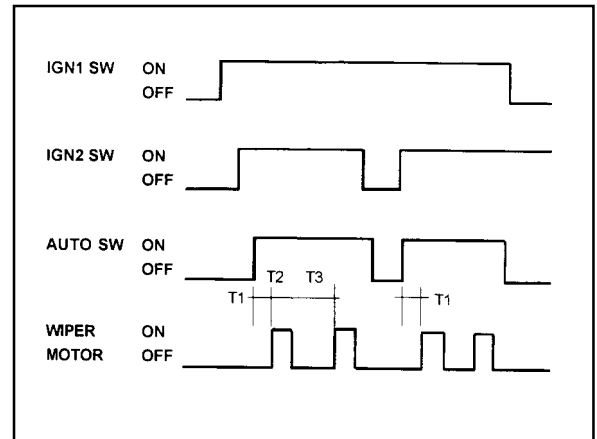 IGN1 SW ON
OFF
IGN2 SW ON
OFF
AUTO SW ON
OFF
T2 T3
T1 T1
WIPER ON
MOTOR OFF